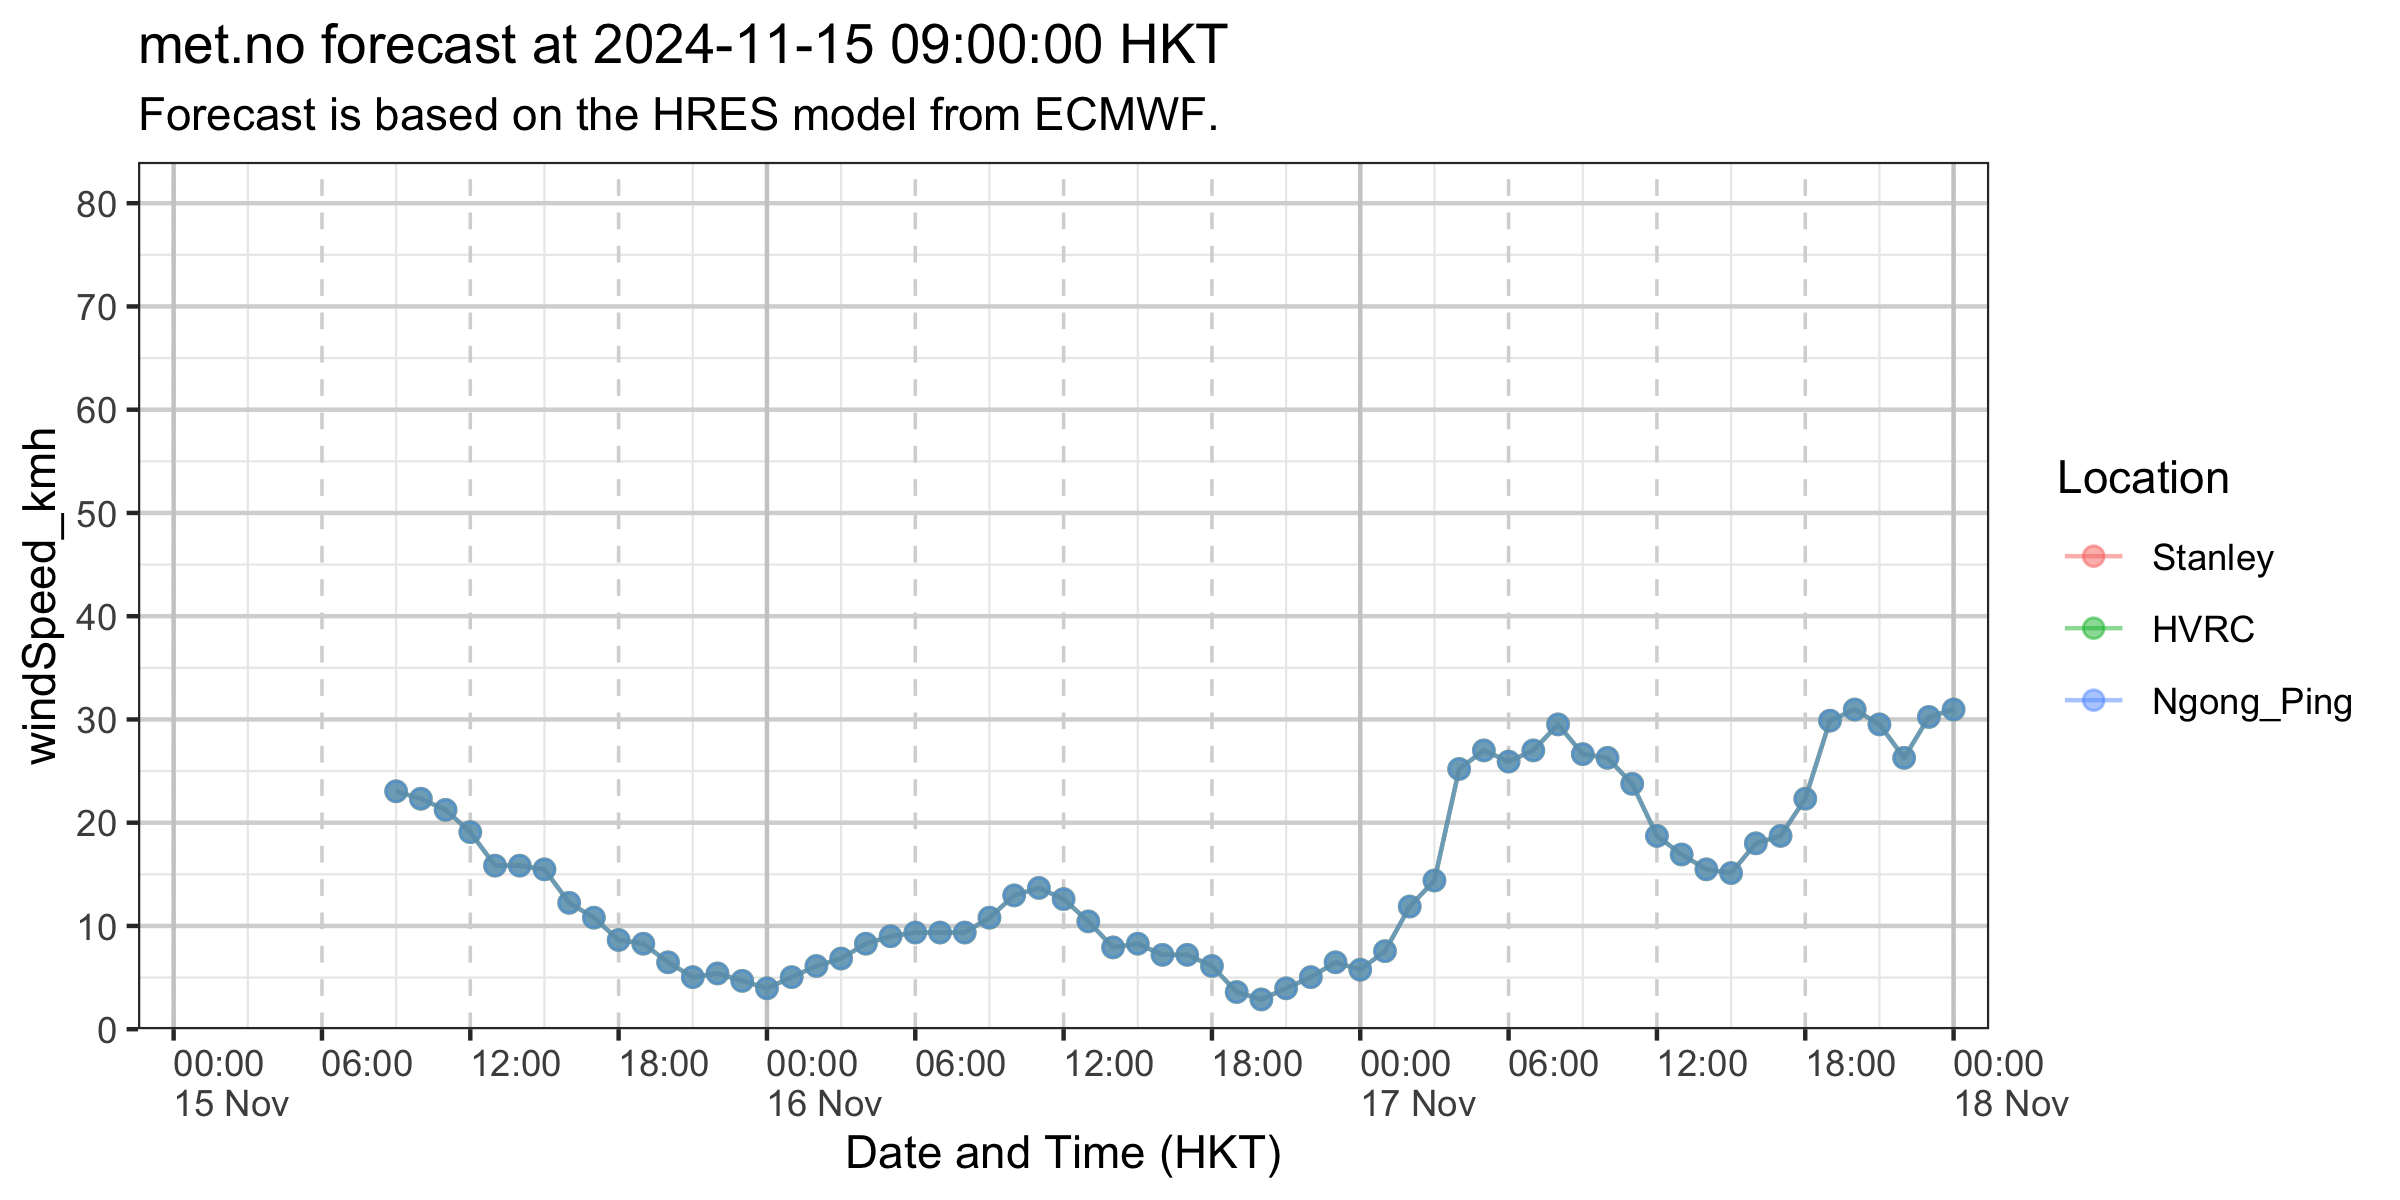 met.no forecast at 2024-11-15 09:00:00 HKT
Forecast is based on the HRES model from ECMWF.
windSpeed_kmh
80
70
60
50
40
30
20
10
0
00:00 06:00 12:00 18:00 00:00 06:00 12:00 18:00 00:00 06:00 12:00 18:00 00:00
15 Nov 16 Nov 17 Nov 18 Nov
Date and Time (HKT)
Location
Stanley
HVRC
Ngong_Ping